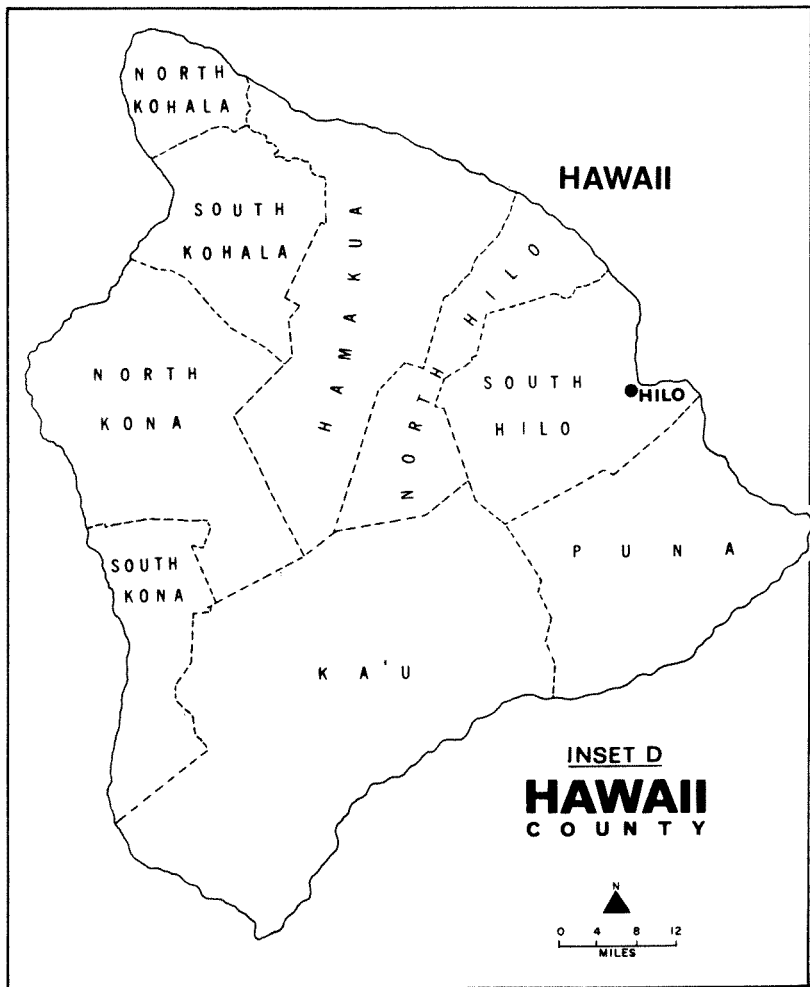 NORTH
KOHALA
HAWAII
SOUTH
KOHALA
HAMAKUA
NORTH HILO
NORTH
KONA
SOUTH
HILO
HILO
SOUTH
KONA
PUNA
KA'U
INSET D
HAWAII
COUNTY
N
0 4 8 12
MILES